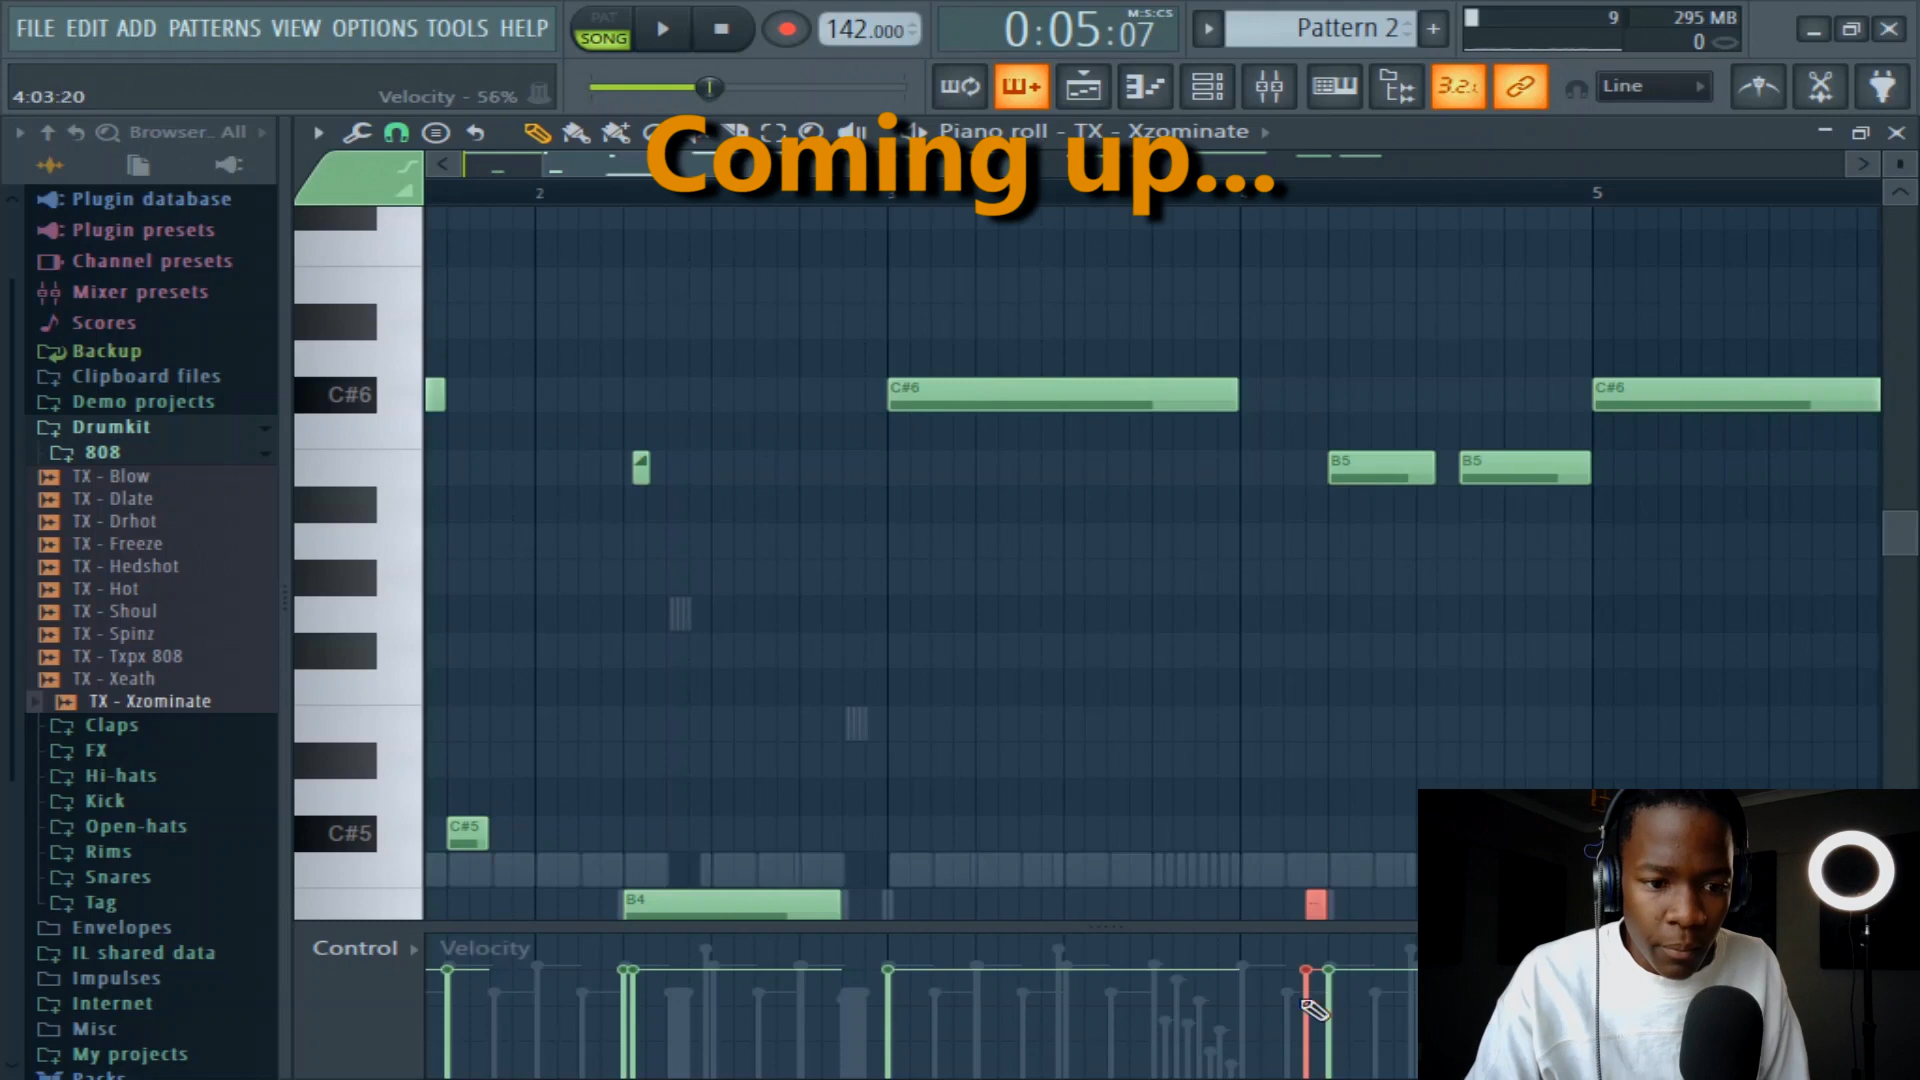 FILE EDIT ADD PATTERNS VIEW OPTIONS TOOLS HELP
PAT
SONG
142.000
M:S:CS
0:05:07
Pattern 2
+
9
295 MB
0
4:03:20
Velocity - 56%
3.2.
Line
Browser.. All
Piano roll - TX - Xzominate
Coming up...
2
5
Plugin database
Plugin presets
Channel presets
Mixer presets
Scores
Backup
Clipboard files
Demo projects
Drumkit
808
TX - Blow
TX - Dlate
TX - Drhot
TX - Freeze
TX - Hedshot
TX - Hot
TX - Shoul
TX - Spinz
TX - Txpx 808
TX - Xeath
TX - Xzominate
Claps
FX
Hi-hats
Kick
Open-hats
Rims
Snares
Tag
Envelopes
IL shared data
Impulses
Internet
Misc
My projects
C#6
C#6
C#6
B5
B5
C#5
C#5
B4
Control
Velocity